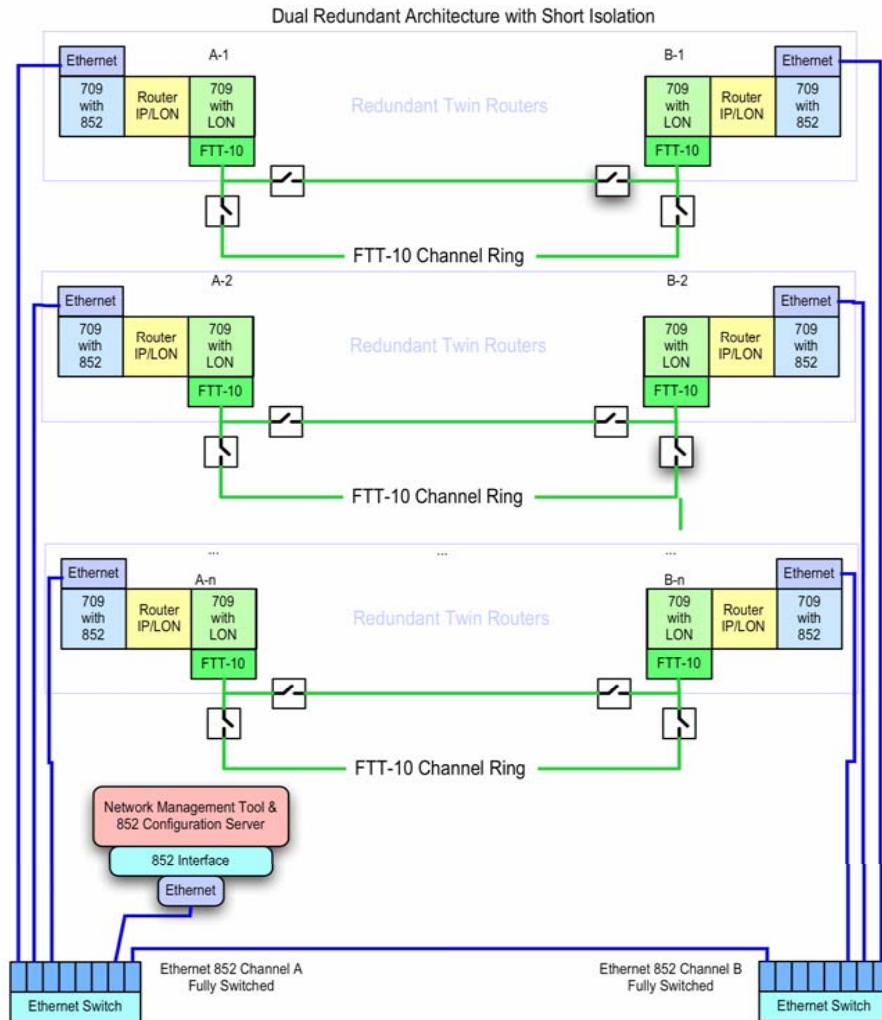 Dual Redundant Architecture with Short Isolation
Ethernet
A-1
B-1
Ethernet
709
with
852
Router
IP/LON
709
with
LON
Redundant Twin Routers
709
with
LON
Router
IP/LON
709
with
852
FTT-10
FTT-10
FTT-10 Channel Ring
A-2
B-2
Ethernet
Ethernet
709
with
852
Router
IP/LON
709
with
LON
Redundant Twin Routers
709
with
LON
Router
IP/LON
709
with
852
FTT-10
FTT-10
FTT-10 Channel Ring
...
...
...
Ethernet
A-n
B-n
Ethernet
709
with
852
Router
IP/LON
709
with
LON
Redundant Twin Routers
709
with
LON
Router
IP/LON
709
with
852
FTT-10
FTT-10
FTT-10 Channel Ring
Network Management Tool &
852 Configuration Server
852 Interface
Ethernet
Ethernet 852 Channel A
Fully Switched
Ethernet 852 Channel B
Fully Switched
Ethernet Switch
Ethernet Switch